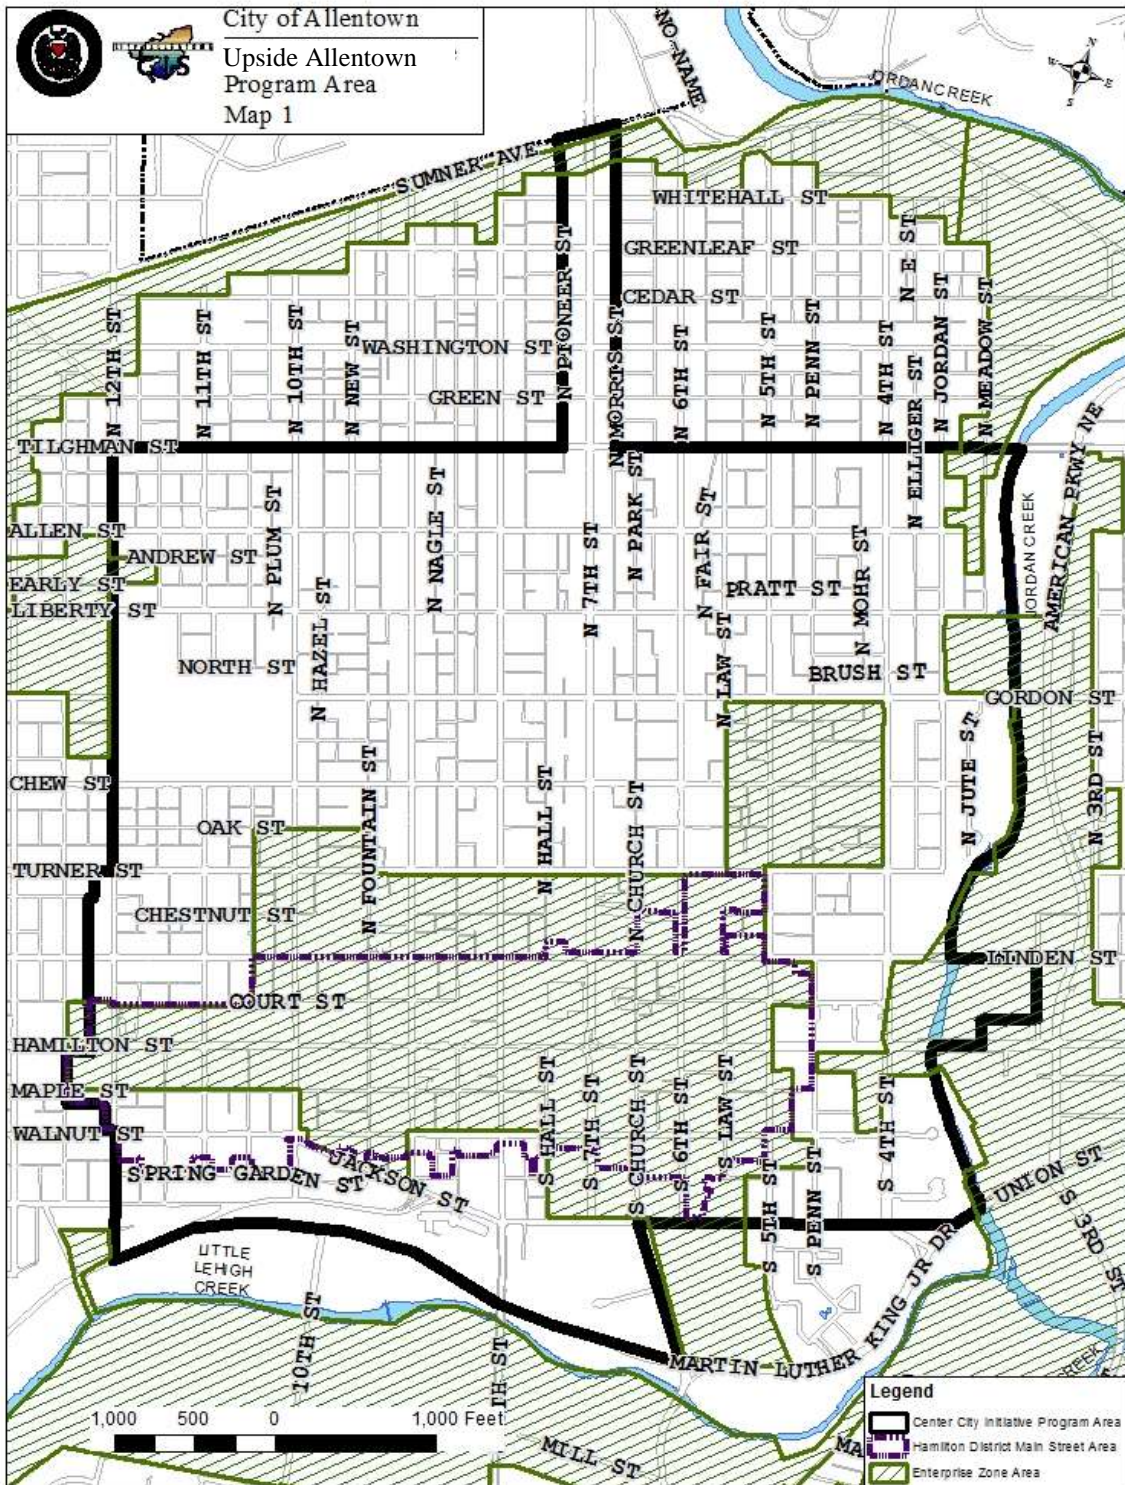 City of Allentown
Upside Allentown
Program Area
Map 1
NO NAME
JORDAN CREEK
N
W
E
S
SUMNER AVE
WHITEHALL ST
GREENLEAF ST
CEDAR ST
N E ST
N PIONEER ST
N MORRIS ST
N 12TH ST
N 11TH ST
N 10TH ST
N NEW ST
WASHINGTON ST
GREEN ST
N 6TH ST
N 5TH ST
N PENN ST
N 4TH ST
N ELLIGER ST
N JORDAN ST
N MEADOW ST
TILGHMAN ST
AMERICAN PKWY NE
JORDAN CREEK
N PLUM ST
N NAGLE ST
N 7TH ST
N PARK ST
N FAIR ST
N MOHR ST
ALLEN ST
ANDREW ST
EARLY ST
LIBERTY ST
PRATT ST
N HAZEL ST
N LAW ST
NORTH ST
BRUSH ST
GORDON ST
N JUTE ST
N 3RD ST
CHEW ST
N FOUNTAIN ST
N HALL ST
N CHURCH ST
OAK ST
TURNER ST
CHESTNUT ST
LINDEN ST
COURT ST
HAMILTON ST
MAPLE ST
WALNUT ST
S HALL ST
S 7TH ST
S CHURCH ST
S 6TH ST
S LAW ST
S 4TH ST
SPRING GARDEN ST
JACKSON ST
S 5TH ST
S PENN ST
UNION ST
S 3RD ST
LITTLE
LEHIGH
CREEK
10TH ST
TH ST
MARTIN LUTHER KING JR DR
CREEK
1,000 500 0 1,000 Feet
MILL ST
MA
Legend
Center City Initiative Program Area
Hamilton District Main Street Area
Enterprise Zone Area